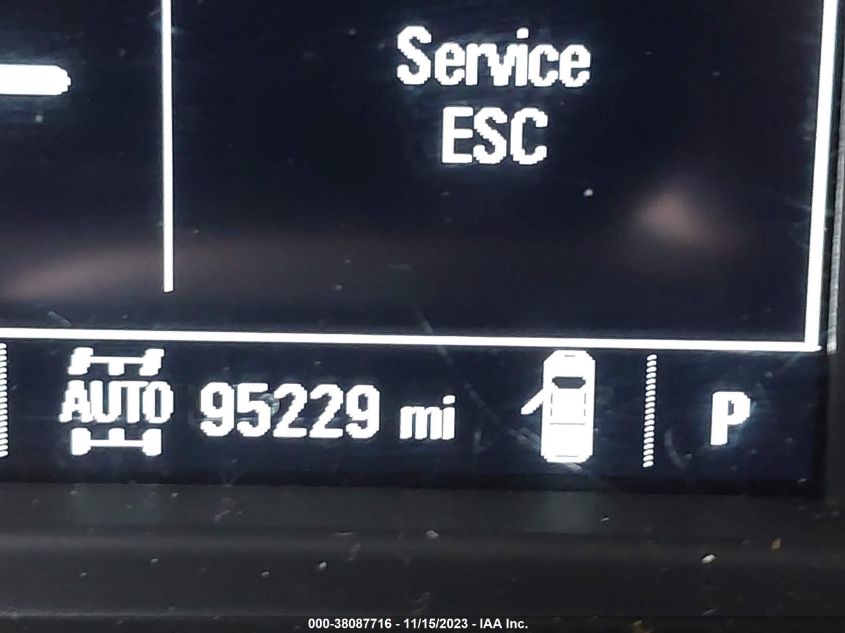 Service
ESC
AUTO 95229 mi P
000-38087716 - 11/15/2023 - IAA Inc.